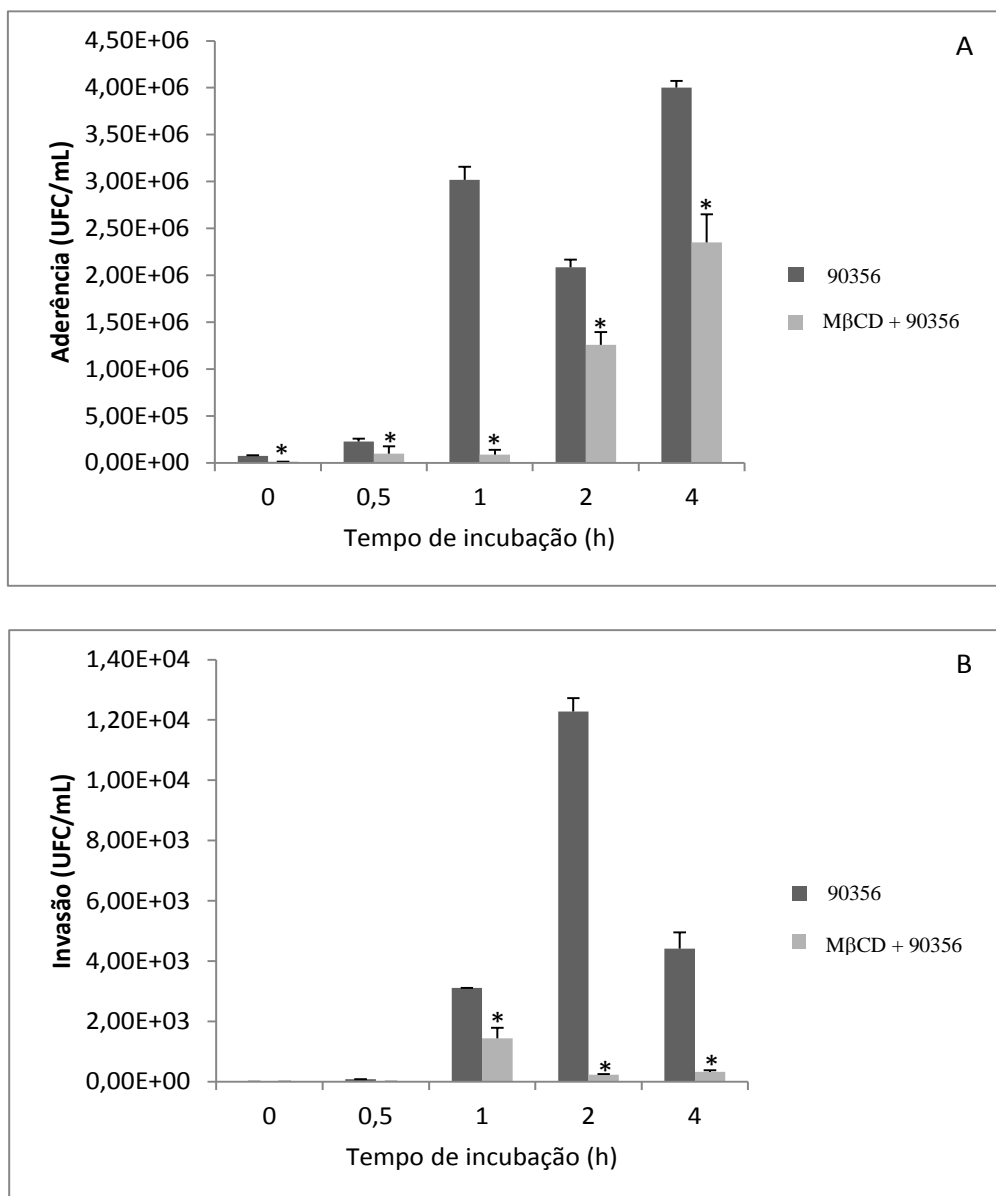 A
4,50E+06
4,00E+06
3,50E+06
3,00E+06
2,50E+06
2,00E+06
1,50E+06
1,00E+06
5,00E+05
0,00E+00
Aderência (UFC/mL)
* * * * *
0 0,5 1 2 4
Tempo de incubação (h)
90356
MβCD + 90356
B
1,40E+04
1,20E+04
1,00E+04
8,00E+03
6,00E+03
4,00E+03
2,00E+03
0,00E+00
Invasão (UFC/mL)
* * *
0 0,5 1 2 4
Tempo de incubação (h)
90356
MβCD + 90356